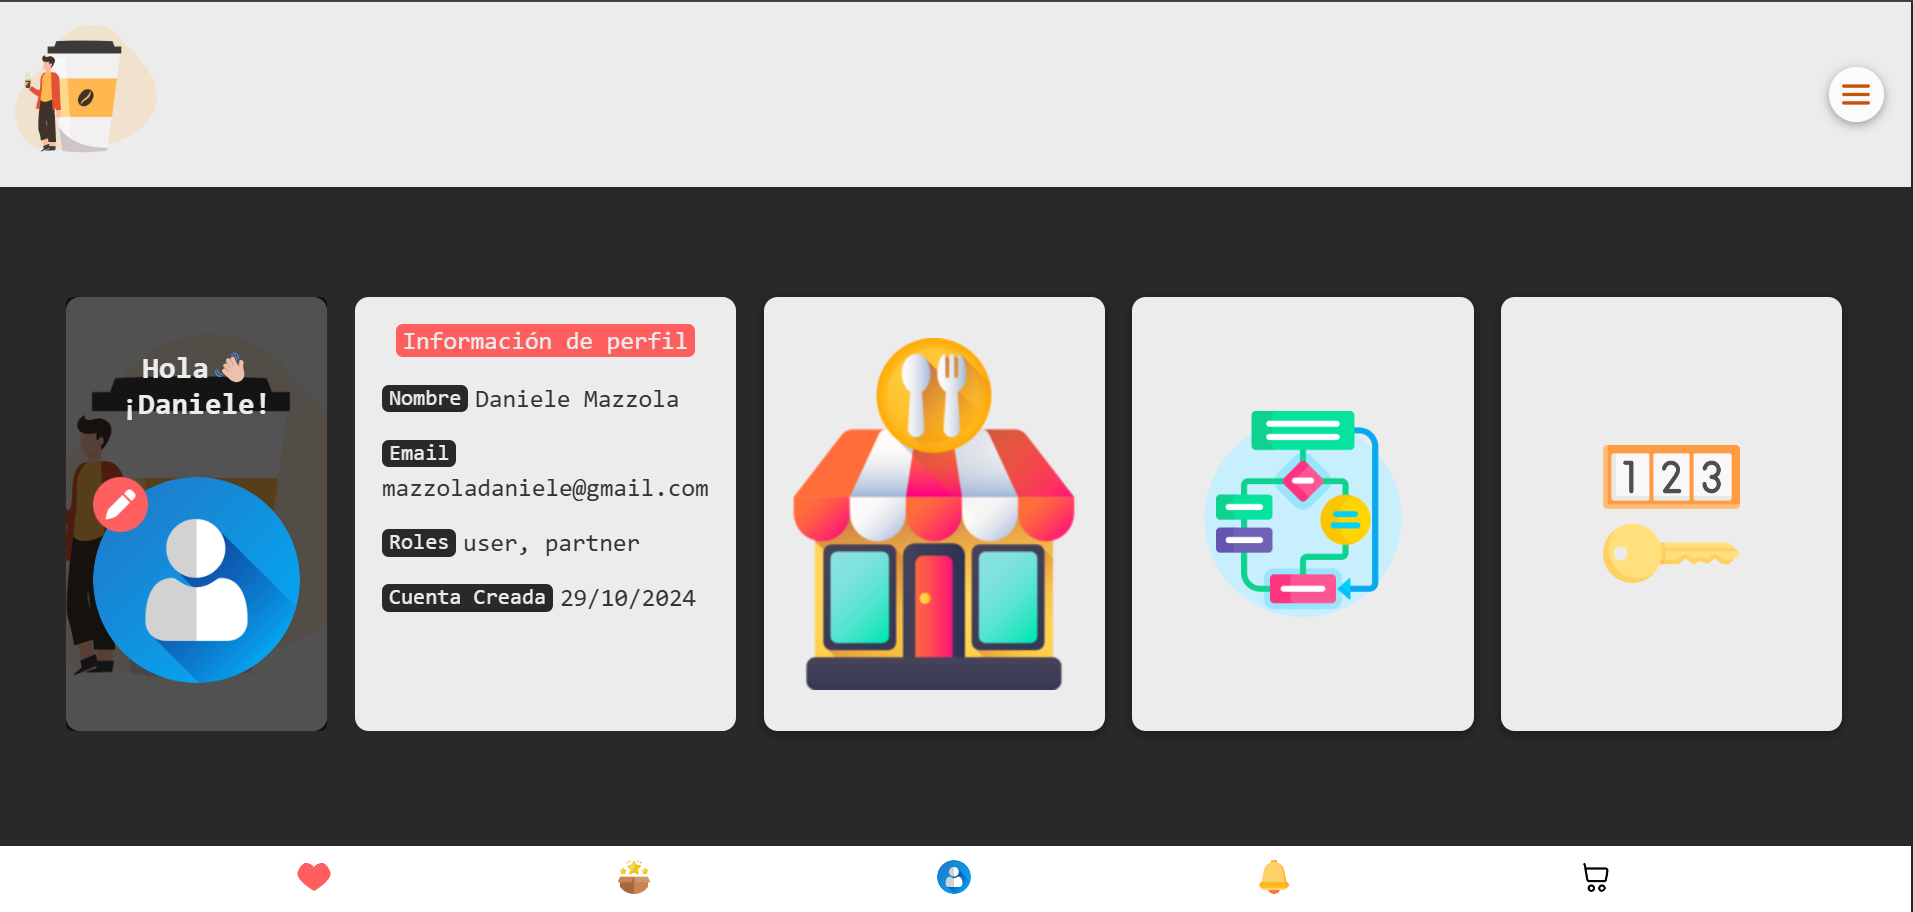 Hola
¡Daniele!
Información de perfil
Nombre Daniele Mazzola
Email
mazzoladaniele@gmail.com
Roles user, partner
Cuenta Creada 29/10/2024
1 2 3